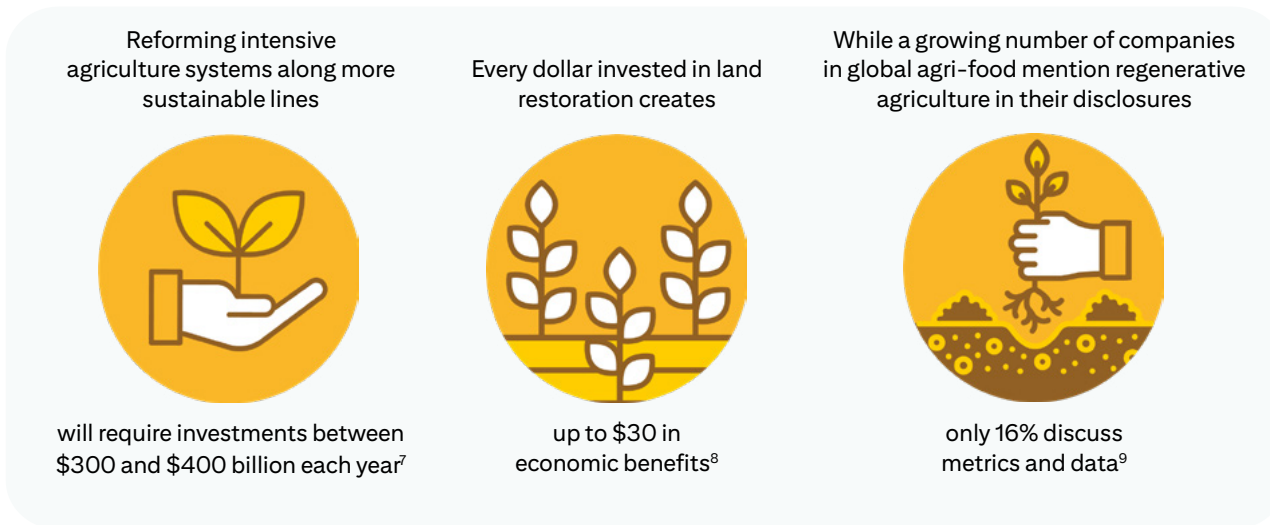 Reforming intensive
agriculture systems along more
sustainable lines
will require investments between
$300 and $400 billion each year⁷
Every dollar invested in land
restoration creates
up to $30 in
economic benefits⁸
While a growing number of companies
in global agri-food mention regenerative
agriculture in their disclosures
only 16% discuss
metrics and data⁹